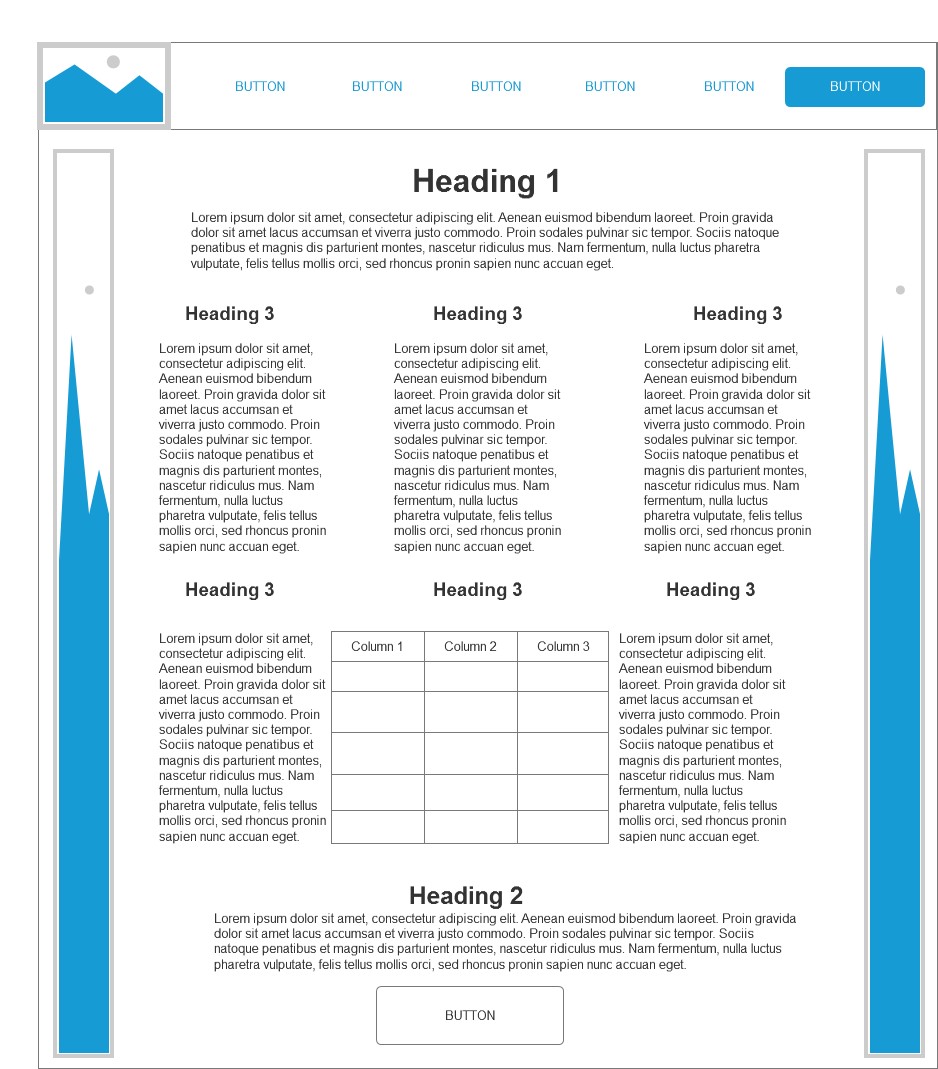 BUTTON
BUTTON
BUTTON
BUTTON
BUTTON
BUTTON
Heading 1
Lorem ipsum dolor sit amet, consectetur adipiscing elit. Aenean euismod bibendum laoreet. Proin gravida
dolor sit amet lacus accumsan et viverra justo commodo. Proin sodales pulvinar sic tempor. Sociis natoque
penatibus et magnis dis parturient montes, nascetur ridiculus mus. Nam fermentum, nulla luctus pharetra
vulputate, felis tellus mollis orci, sed rhoncus pronin sapien nunc accuan eget.
Heading 3
Lorem ipsum dolor sit amet,
consectetur adipiscing elit.
Aenean euismod bibendum
laoreet. Proin gravida dolor sit
amet lacus accumsan et
viverra justo commodo. Proin
sodales pulvinar sic tempor.
Sociis natoque penatibus et
magnis dis parturient montes,
nascetur ridiculus mus. Nam
fermentum, nulla luctus
pharetra vulputate, felis tellus
mollis orci, sed rhoncus pronin
sapien nunc accuan eget.
Heading 3
Lorem ipsum dolor sit amet,
consectetur adipiscing elit.
Aenean euismod bibendum
laoreet. Proin gravida dolor sit
amet lacus accumsan et
viverra justo commodo. Proin
sodales pulvinar sic tempor.
Sociis natoque penatibus et
magnis dis parturient montes,
nascetur ridiculus mus. Nam
fermentum, nulla luctus
pharetra vulputate, felis tellus
mollis orci, sed rhoncus pronin
sapien nunc accuan eget.
Heading 3
Lorem ipsum dolor sit amet,
consectetur adipiscing elit.
Aenean euismod bibendum
laoreet. Proin gravida dolor sit
amet lacus accumsan et
viverra justo commodo. Proin
sodales pulvinar sic tempor.
Sociis natoque penatibus et
magnis dis parturient montes,
nascetur ridiculus mus. Nam
fermentum, nulla luctus
pharetra vulputate, felis tellus
mollis orci, sed rhoncus pronin
sapien nunc accuan eget.
Heading 3
Lorem ipsum dolor sit amet,
consectetur adipiscing elit.
Aenean euismod bibendum
laoreet. Proin gravida dolor sit
amet lacus accumsan et
viverra justo commodo. Proin
sodales pulvinar sic tempor.
Sociis natoque penatibus et
magnis dis parturient montes,
nascetur ridiculus mus. Nam
fermentum, nulla luctus
pharetra vulputate, felis tellus
mollis orci, sed rhoncus pronin
sapien nunc accuan eget.
Heading 3
Column 1
Column 2
Column 3
Heading 3
Lorem ipsum dolor sit amet,
consectetur adipiscing elit.
Aenean euismod bibendum
laoreet. Proin gravida dolor sit
amet lacus accumsan et
viverra justo commodo. Proin
sodales pulvinar sic tempor.
Sociis natoque penatibus et
magnis dis parturient montes,
nascetur ridiculus mus. Nam
fermentum, nulla luctus
pharetra vulputate, felis tellus
mollis orci, sed rhoncus pronin
sapien nunc accuan eget.
Heading 2
Lorem ipsum dolor sit amet, consectetur adipiscing elit. Aenean euismod bibendum laoreet. Proin gravida
dolor sit amet lacus accumsan et viverra justo commodo. Proin sodales pulvinar sic tempor. Sociis
natoque penatibus et magnis dis parturient montes, nascetur ridiculus mus. Nam fermentum, nulla luctus
pharetra vulputate, felis tellus mollis orci, sed rhoncus pronin sapien nunc accuan eget.
BUTTON